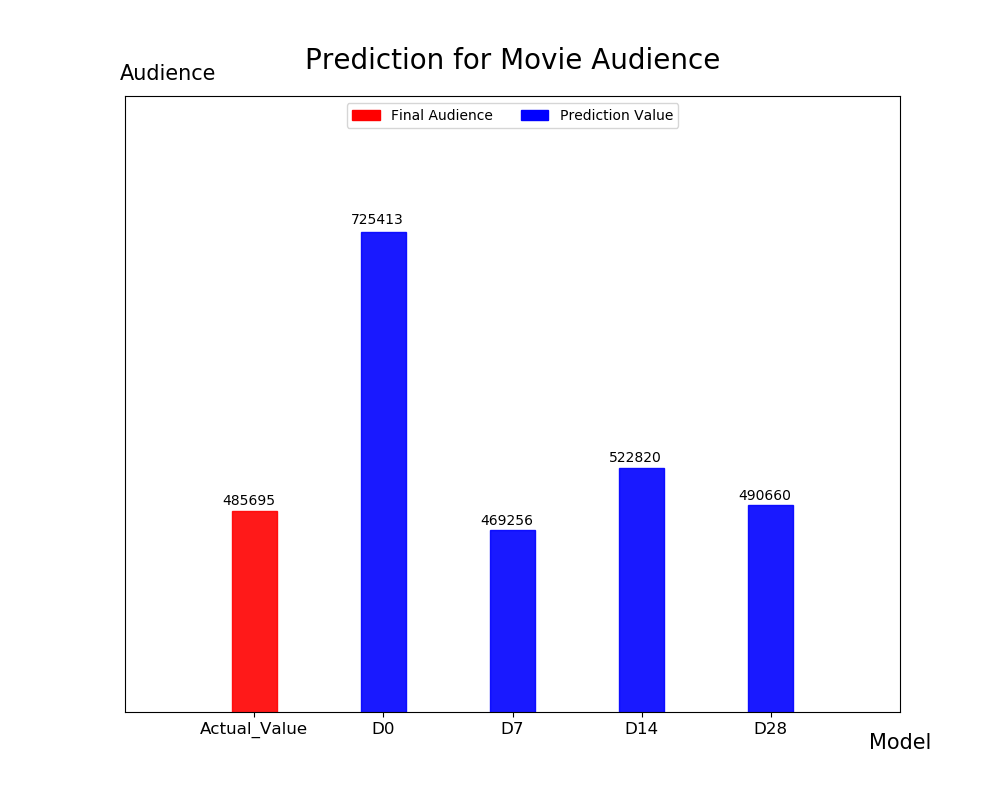 Prediction for Movie Audience
Audience
Final Audience
Prediction Value
725413
485695
469256
522820
490660
Actual_Value
D0
D7
D14
D28
Model